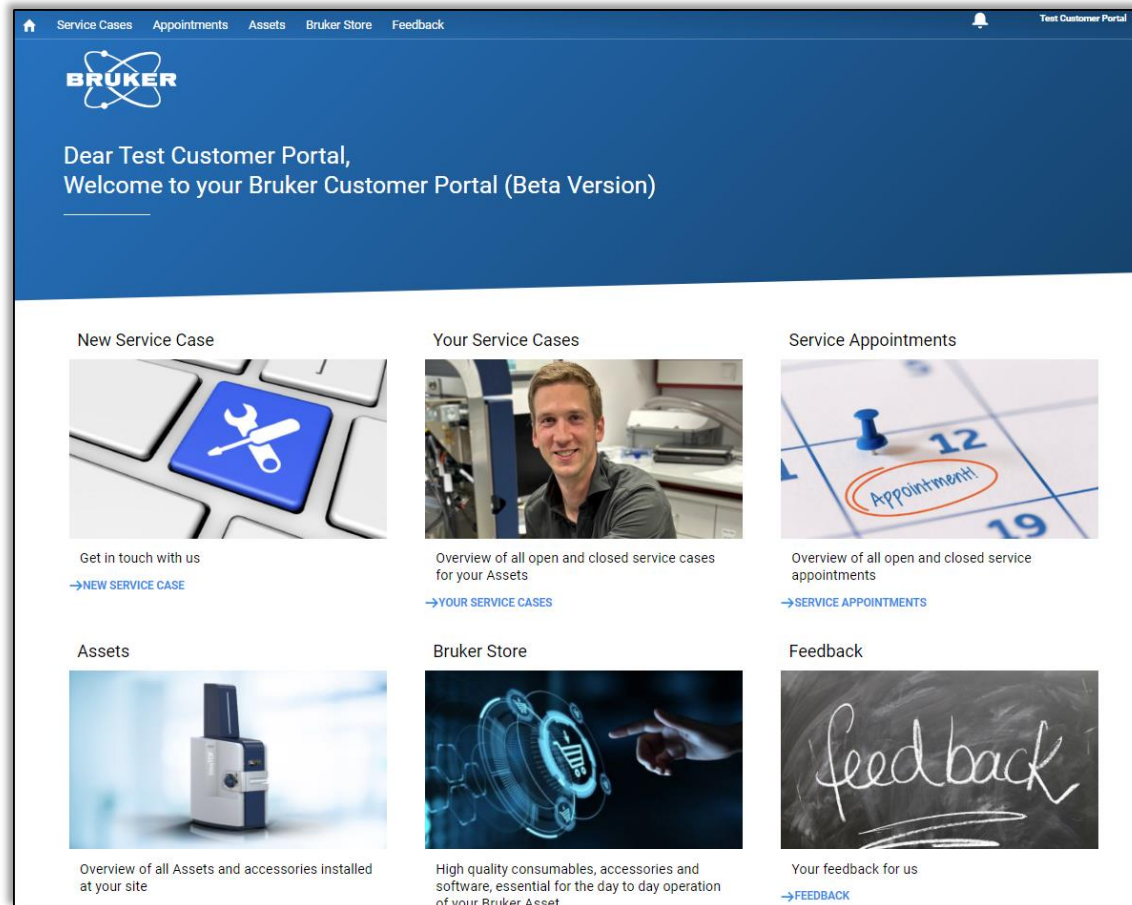 Service Cases Appointments Assets Bruker Store Feedback Test Customer Portal
BRUKER
Dear Test Customer Portal,
Welcome to your Bruker Customer Portal (Beta Version)
New Service Case
Your Service Cases
Service Appointments
12
Appointment!
19
Get in touch with us
→NEW SERVICE CASE
Overview of all open and closed service cases
for your Assets
→YOUR SERVICE CASES
Overview of all open and closed service
appointments
→SERVICE APPOINTMENTS
Assets
Bruker Store
Feedback
feedback
Overview of all Assets and accessories installed
at your site
High quality consumables, accessories and
software, essential for the day to day operation
of your Bruker Asset
Your feedback for us
→FEEDBACK